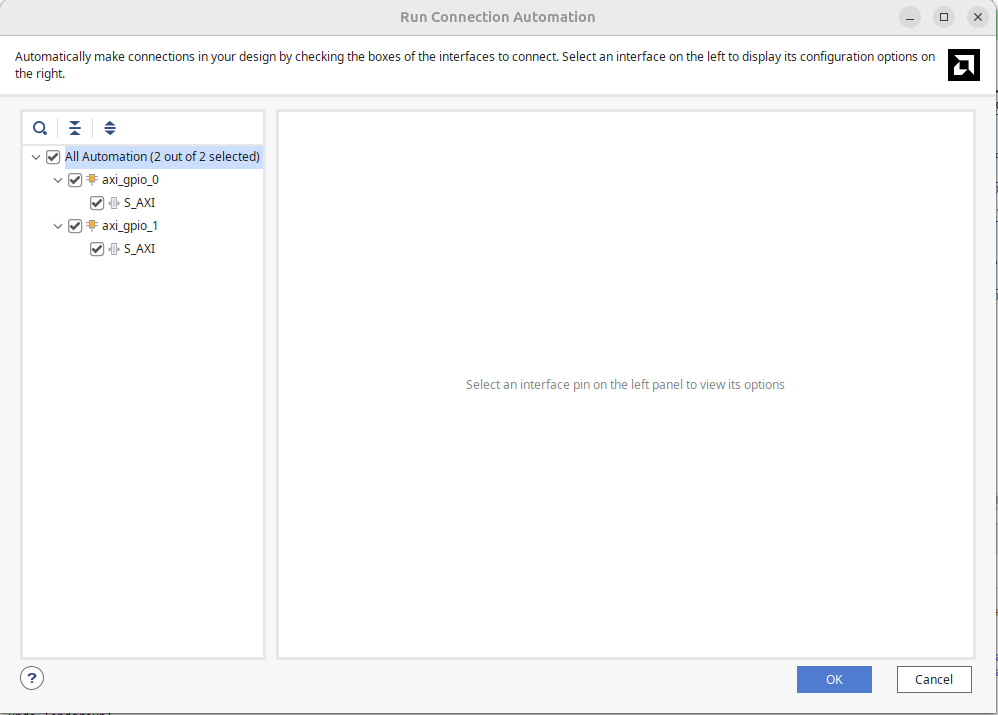 Run Connection Automation
Automatically make connections in your design by checking the boxes of the interfaces to connect. Select an interface on the left to display its configuration options on
the right.
All Automation (2 out of 2 selected)
axi_gpio_0
S_AXI
axi_gpio_1
S_AXI
Select an interface pin on the left panel to view its options
?
OK
Cancel